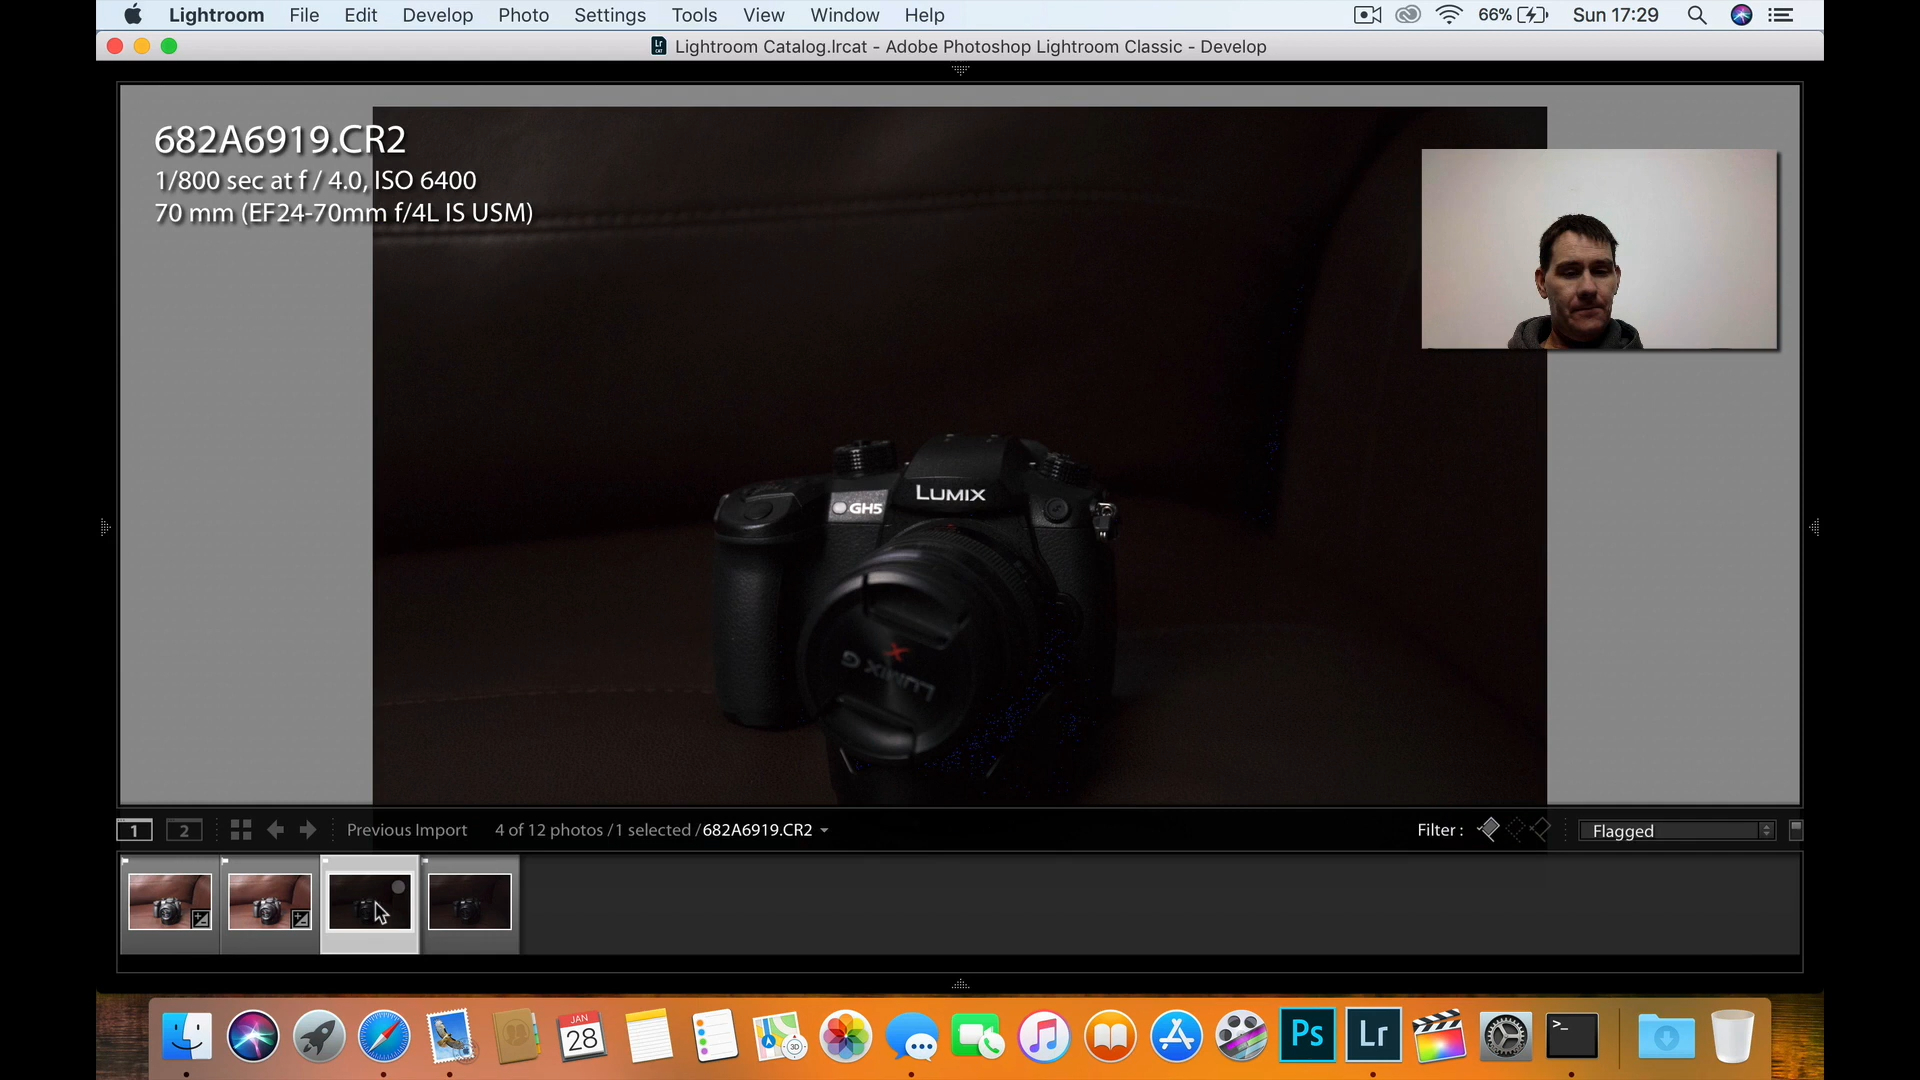 Lightroom File Edit Develop Photo Settings Tools View Window Help 66% Sun 17:29
Lightroom Catalog.lrcat - Adobe Photoshop Lightroom Classic - Develop
682A6919.CR2
1/800 sec at f / 4.0, ISO 6400
70 mm (EF24-70mm f/4L IS USM)
LUMIX
GH5
LUMIX G X
1 2 Previous Import 4 of 12 photos / 1 selected / 682A6919.CR2 Filter : Flagged
JAN
28
3D
Ps
Lr
>_